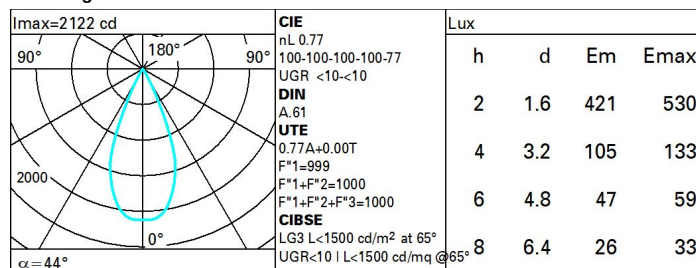 Imax=2122 cd
90°
180°
90°
2000
0°
α=44°
CIE
nL 0.77
100-100-100-100-77
UGR <10-<10
DIN
A.61
UTE
0.77A+0.00T
F"1=999
F"1+F"2=1000
F"1+F"2+F"3=1000
CIBSE
LG3 L<1500 cd/m² at 65°
UGR<10 | L<1500 cd/mq @65°
Lux
h d Em Emax
2 1.6 421 530
4 3.2 105 133
6 4.8 47 59
8 6.4 26 33